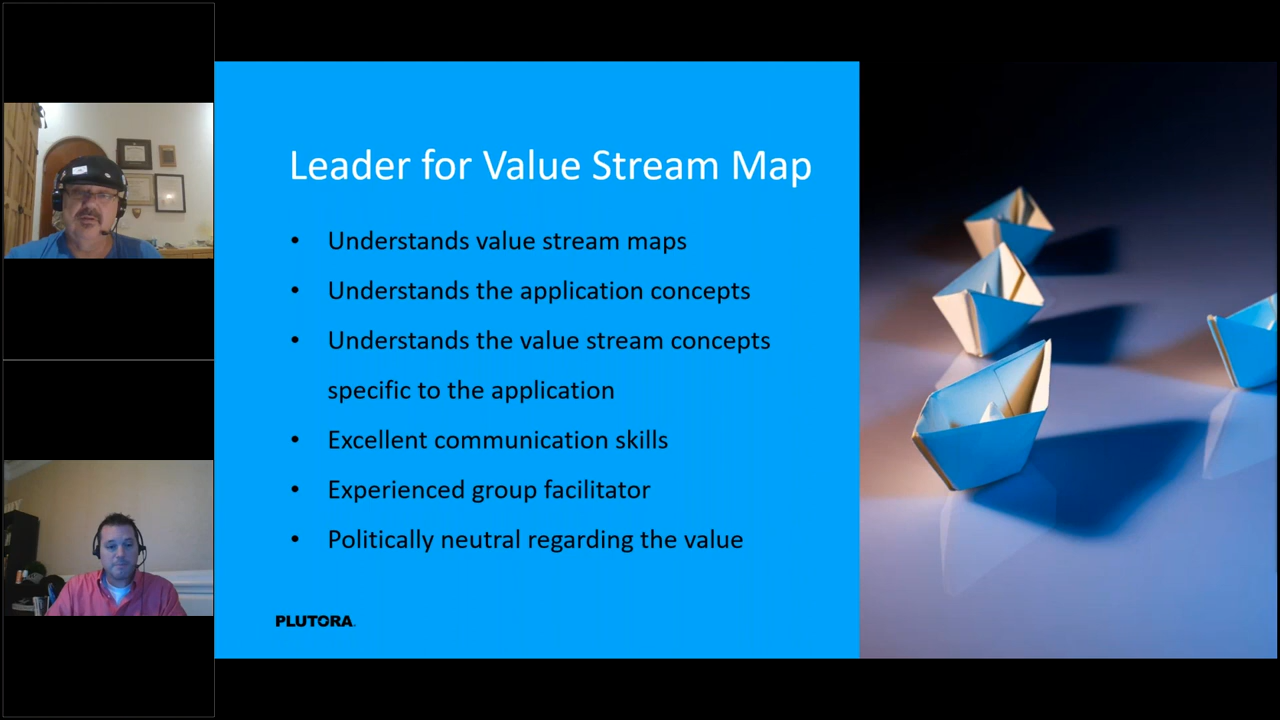 Leader for Value Stream Map
• Understands value stream maps
• Understands the application concepts
• Understands the value stream concepts
specific to the application
• Excellent communication skills
• Experienced group facilitator
• Politically neutral regarding the value
PLUTORA